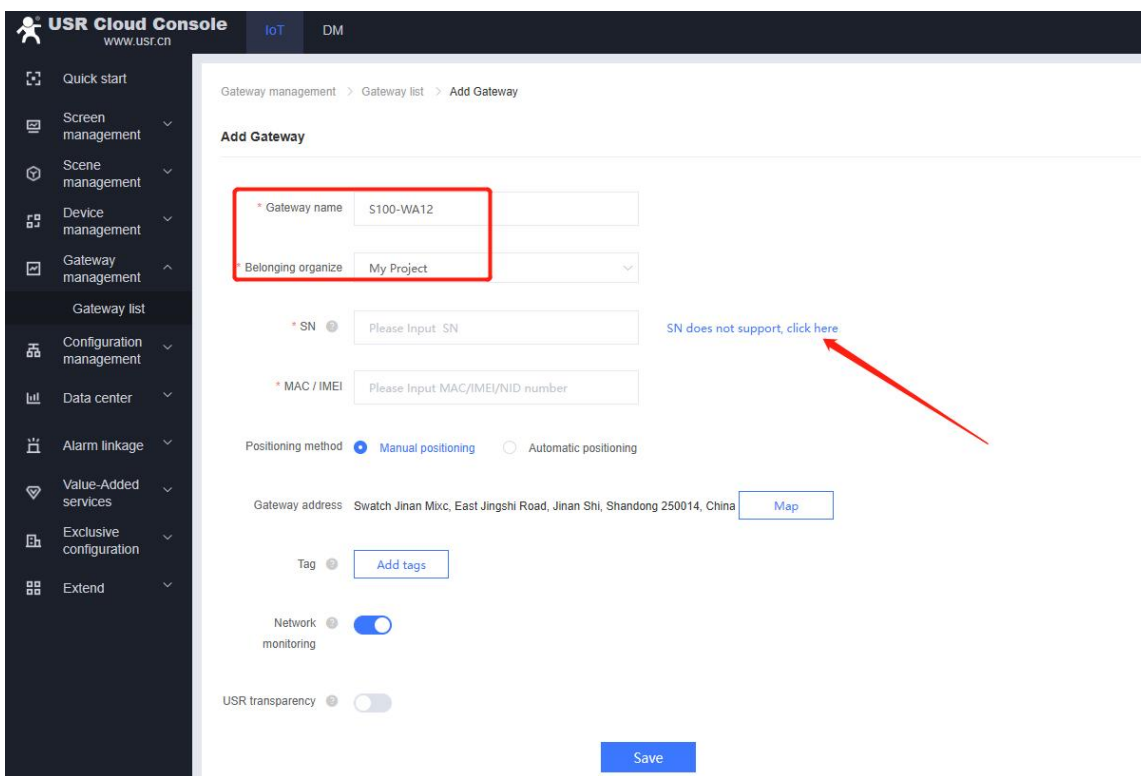 USR Cloud Console
www.usr.cn
IoT
DM
Quick start
Screen
management
Scene
management
Device
management
Gateway
management
Gateway list
Configuration
management
Data center
Alarm linkage
Value-Added
services
Exclusive
configuration
Extend
Gateway management > Gateway list > Add Gateway
Add Gateway
* Gateway name S100-WA12
* Belonging organize My Project
* SN ? Please Input SN SN does not support, click here
* MAC / IMEI Please Input MAC/IMEI/NID number
Positioning method Manual positioning Automatic positioning
Gateway address Swatch Jinan Mixc, East Jingshi Road, Jinan Shi, Shandong 250014, China Map
Tag ? Add tags
Network ?
monitoring
USR transparency ?
Save